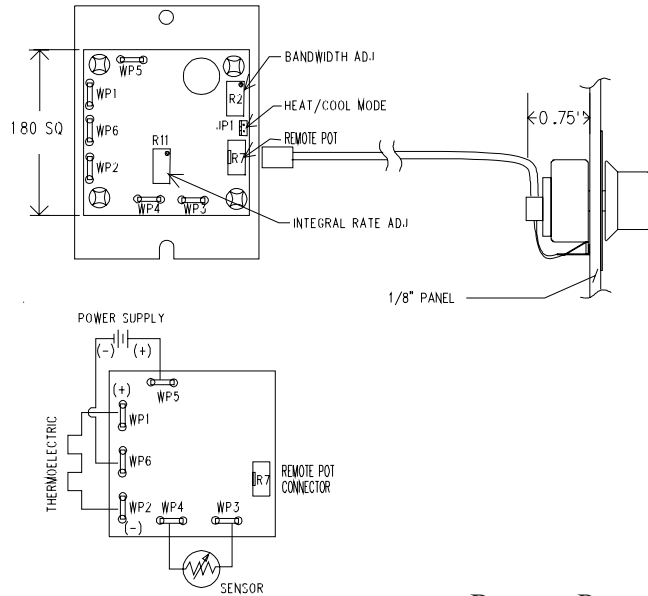 BANDWIDTH ADJ
WP5
WP1
R2
HEAT/COOL MODE
0.75"
WP6
JP1
180 SQ
R11
REMOTE POT
R7
WP2
WP4
WP3
INTEGRAL RATE ADJ
1/8" PANEL
POWER SUPPLY
(-) (+)
(+)
WP5
WP1
THERMOELECTRIC
WP6
R7
REMOTE POT
CONNECTOR
WP2
WP4
WP3
(-)
SENSOR